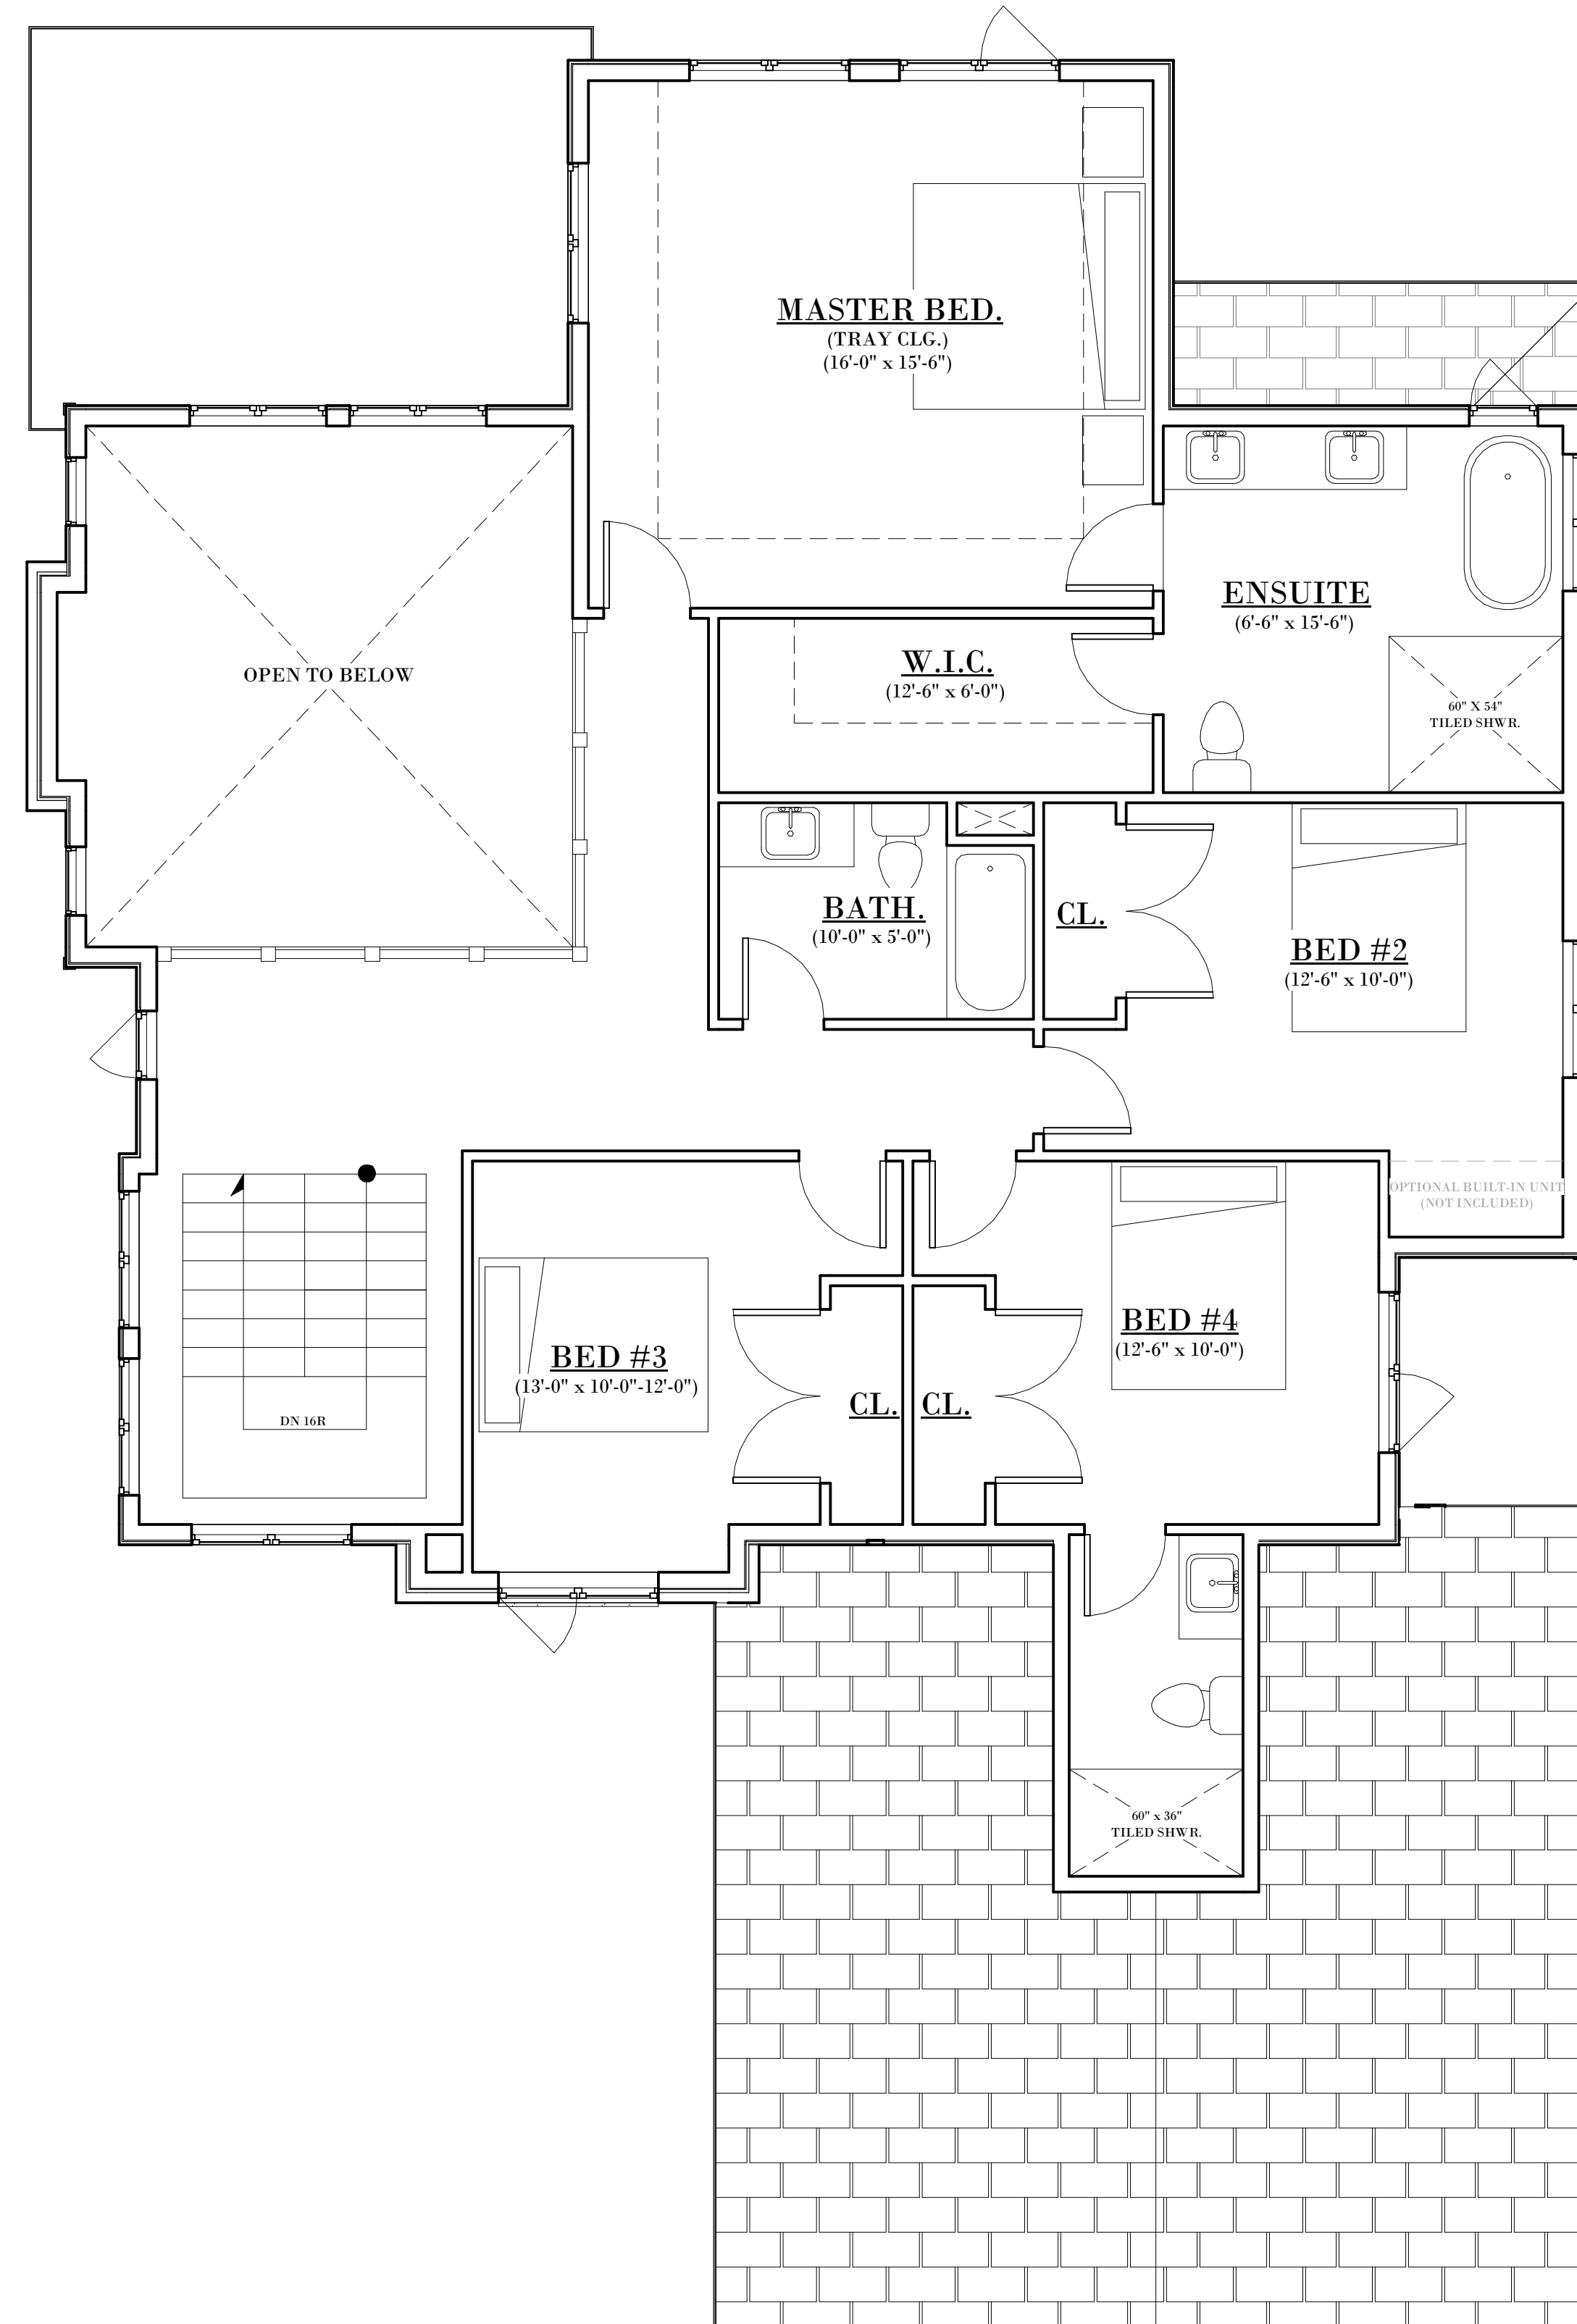 MASTER BED.
(TRAY CLG.)
(16'-0" x 15'-6")
ENSUITE
(6'-6" x 15'-6")
W.I.C.
(12'-6" x 6'-0")
OPEN TO BELOW
60" X 54"
TILED SHWR.
BATH.
(10'-0" x 5'-0")
CL.
BED #2
(12'-6" x 10'-0")
OPTIONAL BUILT-IN UNIT
(NOT INCLUDED)
BED #4
(12'-6" x 10'-0")
BED #3
(13'-0" x 10'-0"-12'-0")
CL.
CL.
DN 16R
60" x 36"
TILED SHWR.